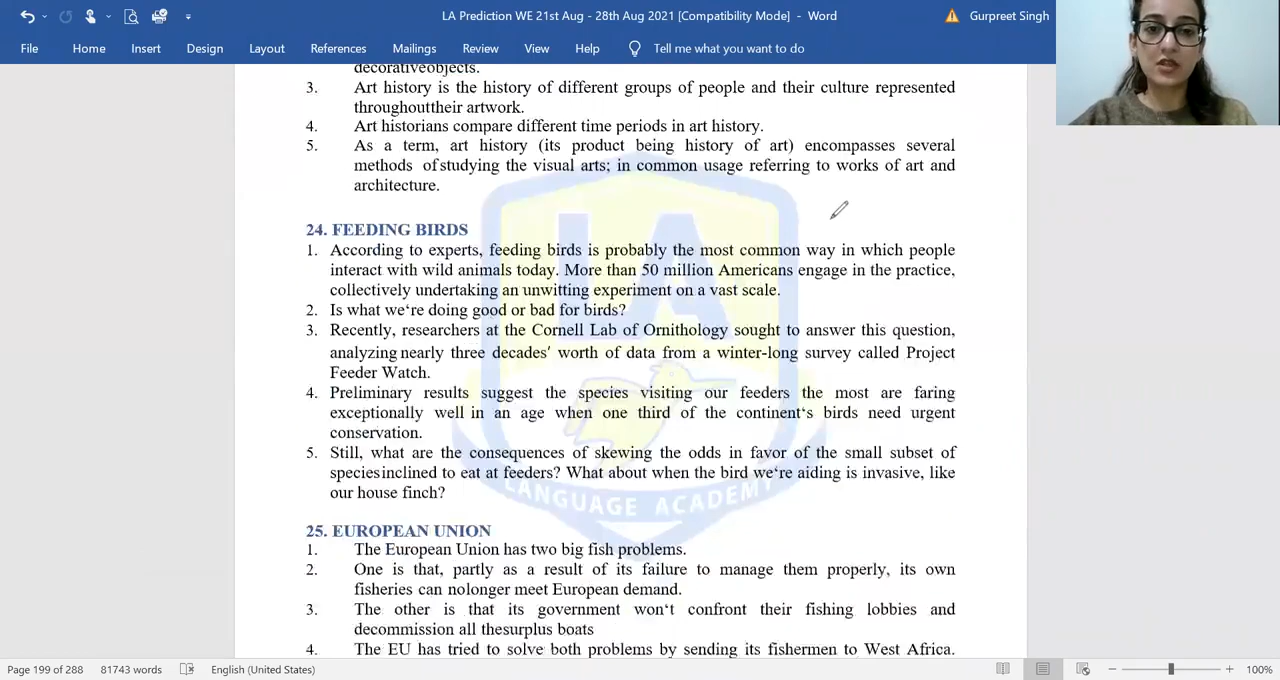 LA Prediction WE 21st Aug - 28th Aug 2021 [Compatibility Mode] - Word
Gurpreet Singh
File Home Insert Design Layout References Mailings Review View Help Tell me what you want to do
decorativeobjects.
3. Art history is the history of different groups of people and their culture represented
throughouttheir artwork.
4. Art historians compare different time periods in art history.
5. As a term, art history (its product being history of art) encompasses several
methods ofstudying the visual arts; in common usage referring to works of art and
architecture.
24. FEEDING BIRDS
1. According to experts, feeding birds is probably the most common way in which people
interact with wild animals today. More than 50 million Americans engage in the practice,
collectively undertaking an unwitting experiment on a vast scale.
2. Is what we‘re doing good or bad for birds?
3. Recently, researchers at the Cornell Lab of Ornithology sought to answer this question,
analyzing nearly three decades′ worth of data from a winter-long survey called Project
Feeder Watch.
4. Preliminary results suggest the species visiting our feeders the most are faring
exceptionally well in an age when one third of the continent‘s birds need urgent
conservation.
5. Still, what are the consequences of skewing the odds in favor of the small subset of
speciesinclined to eat at feeders? What about when the bird we‘re aiding is invasive, like
our house finch?
LA
LANGUAGE ACADEMY
25. EUROPEAN UNION
1. The European Union has two big fish problems.
2. One is that, partly as a result of its failure to manage them properly, its own
fisheries can nolonger meet European demand.
3. The other is that its government won‘t confront their fishing lobbies and
decommission all thesurplus boats
4. The EU has tried to solve both problems by sending its fishermen to West Africa.
Page 199 of 288 81743 words English (United States) 100%